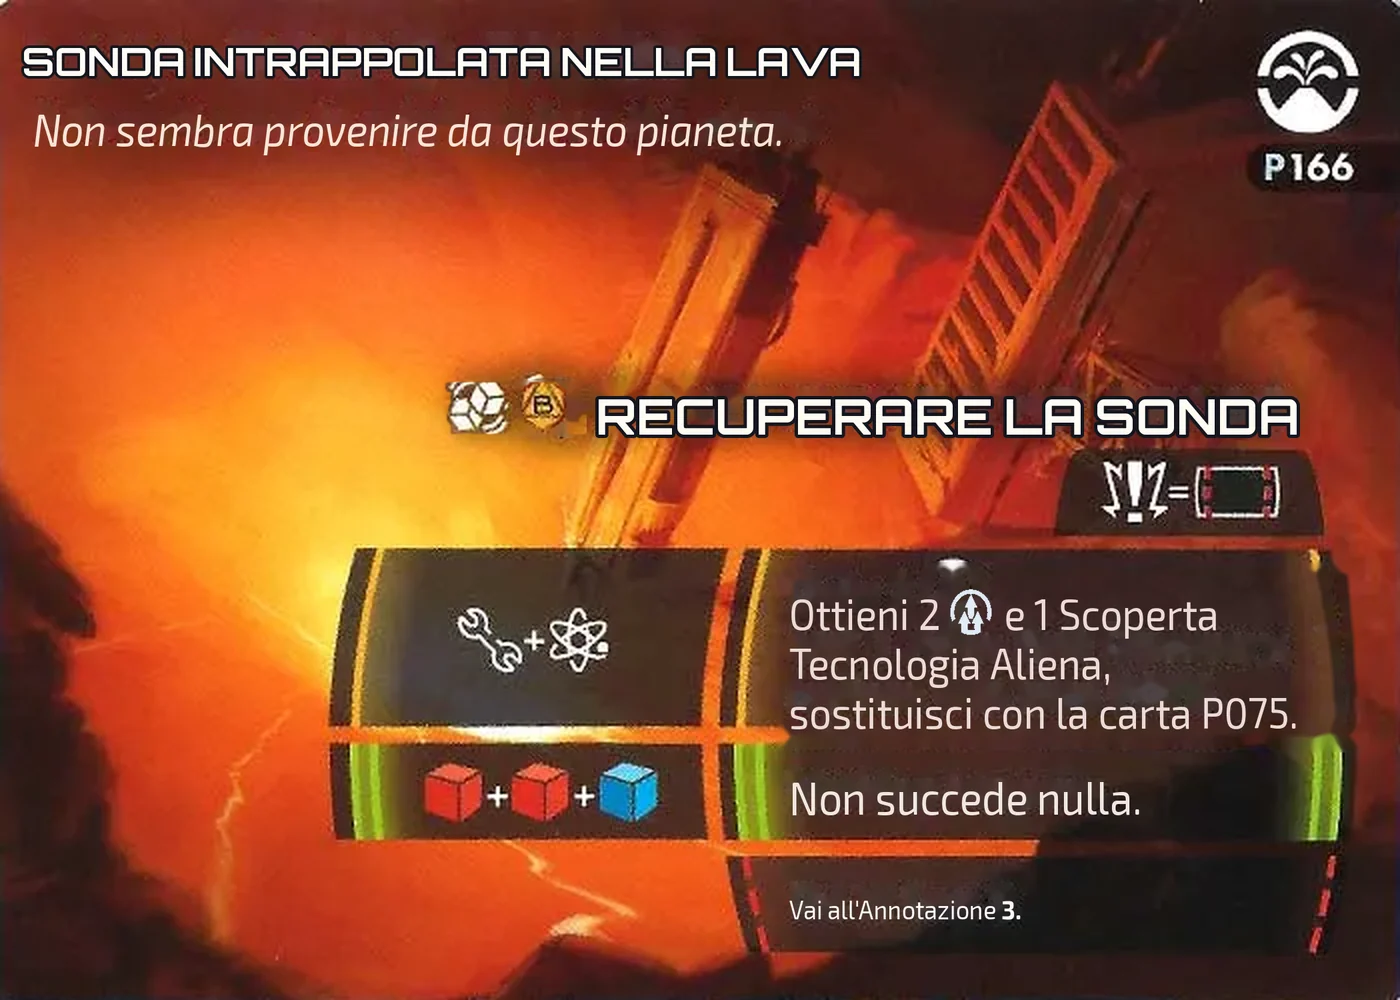 SONDA INTRAPPOLATA NELLA LAVA
Non sembra provenire da questo pianeta.
P166
B
RECUPERARE LA SONDA
!=
+
Ottieni 2 e 1 Scoperta
Tecnologia Aliena,
sostituisci con la carta P075.
+ +
Non succede nulla.
Vai all'Annotazione 3.